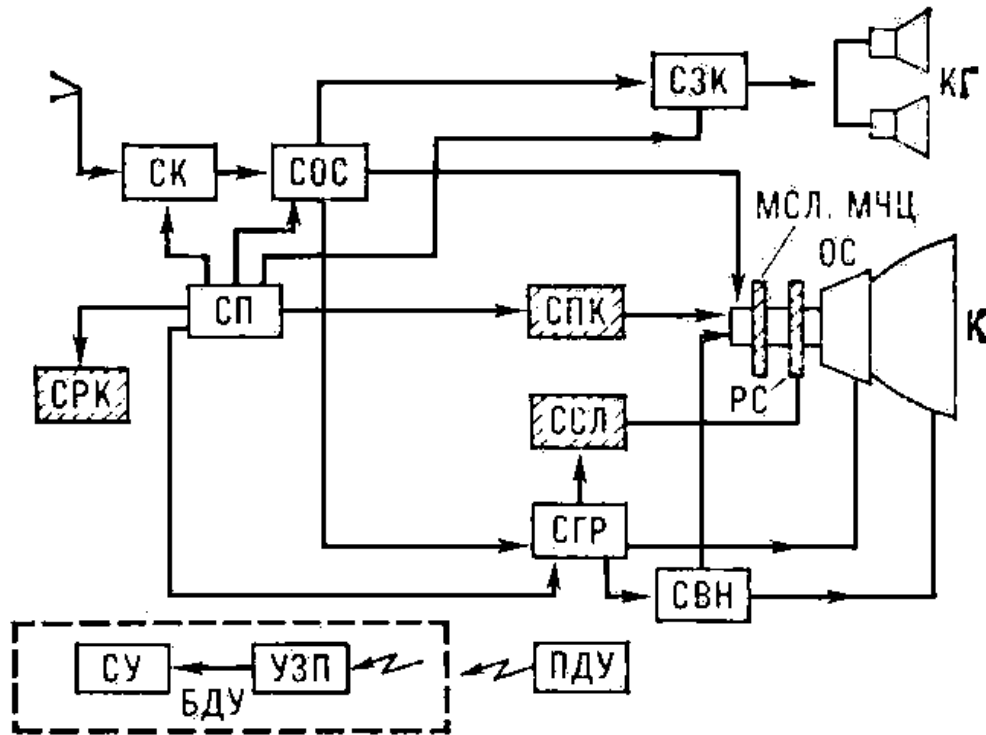 СЗК
КГ
СК
СОС
МСЛ. МЧЦ
ОС
СП
СПК
К
СРК
РС
ССЛ
СГР
СВН
СУ
УЗП
ПДУ
БДУ